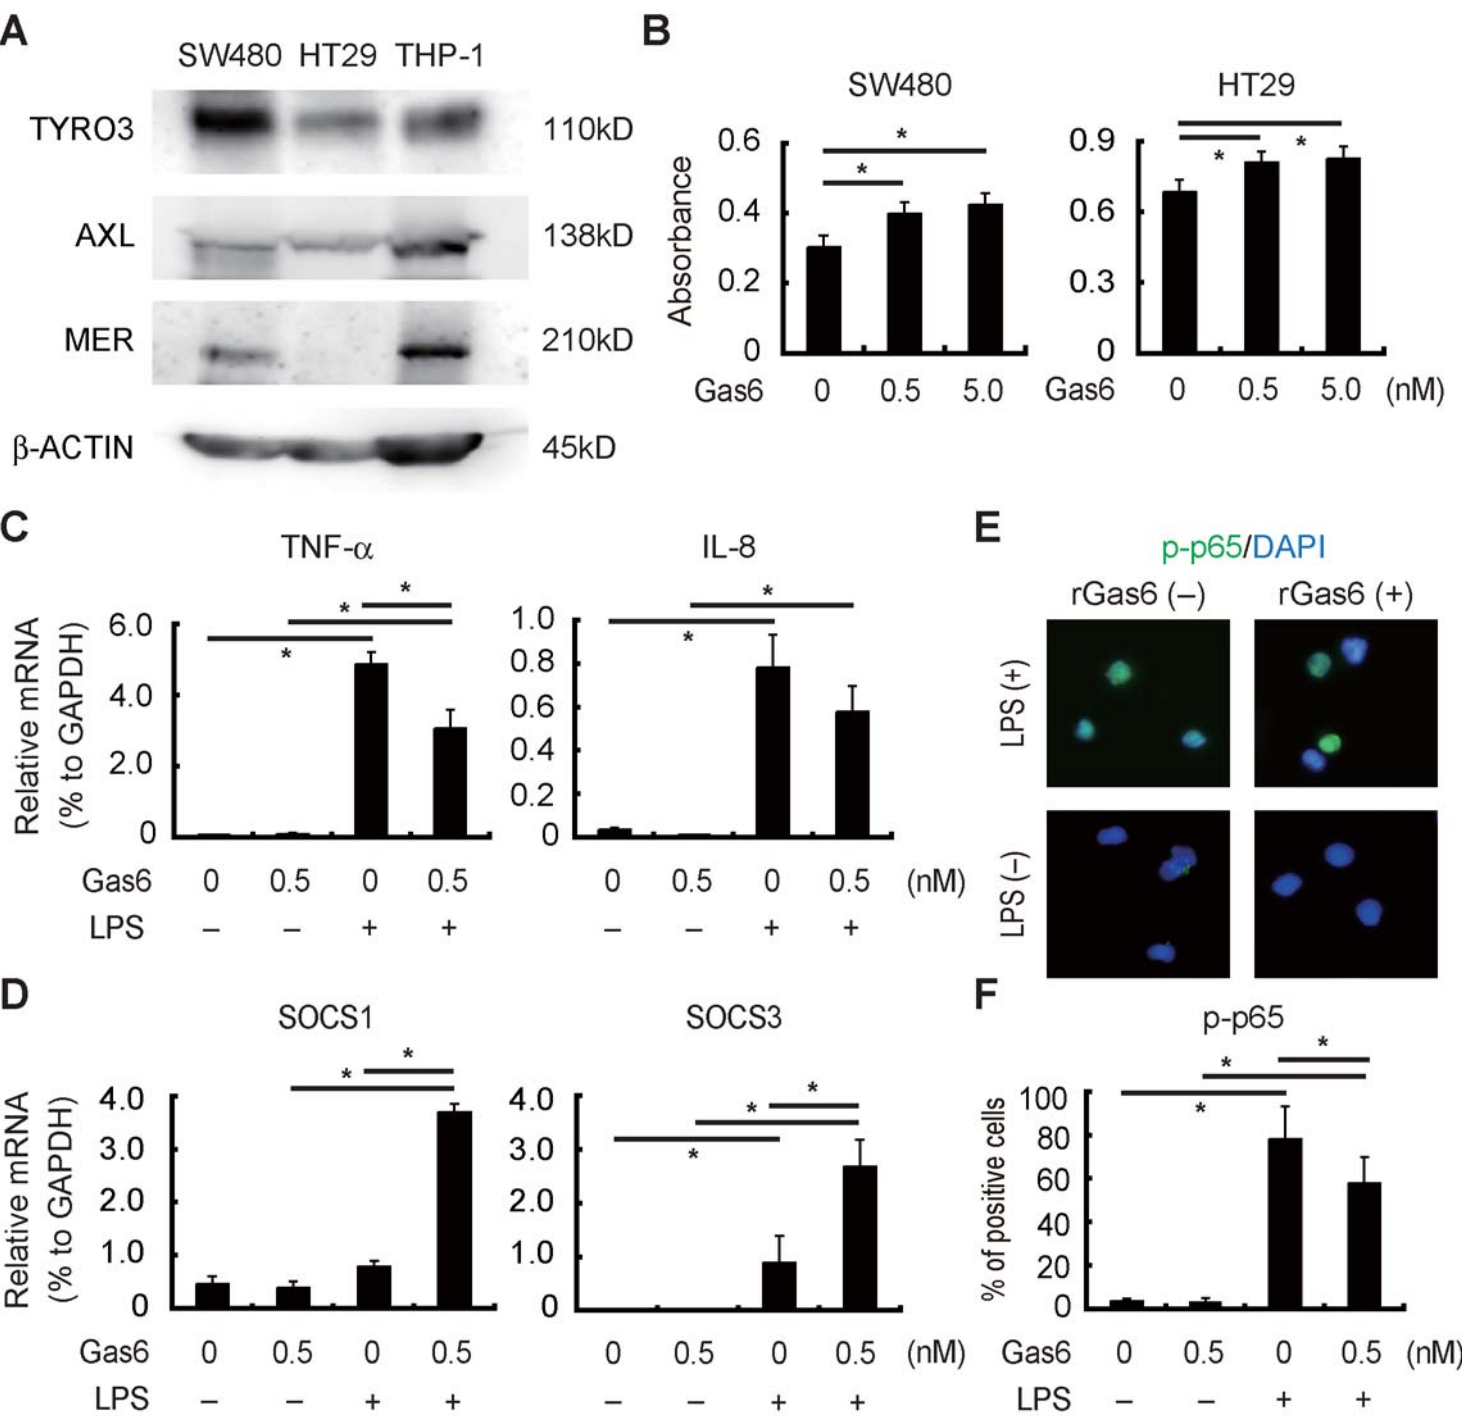 A
SW480 HT29 THP-1
TYRO3 110kD
AXL 138kD
MER 210kD
β-ACTIN 45kD
B
SW480
Absorbance
0.6
0.4
0.2
0
*
*
Gas6 0 0.5 5.0
HT29
0.9
0.6
0.3
0
*
*
Gas6 0 0.5 5.0 (nM)
C
TNF-α
Relative mRNA
(% to GAPDH)
6.0
4.0
2.0
0
*
*
*
Gas6 0 0.5 0 0.5
LPS – – + +
IL-8
1.0
0.8
0.6
0.4
0.2
0
*
*
0 0.5 0 0.5 (nM)
– – + +
D
SOCS1
Relative mRNA
(% to GAPDH)
4.0
3.0
2.0
1.0
0
*
*
Gas6 0 0.5 0 0.5
LPS – – + +
SOCS3
4.0
3.0
2.0
1.0
0
*
*
*
0 0.5 0 0.5 (nM)
– – + +
E
p-p65/DAPI
rGas6 (–) rGas6 (+)
LPS (+)
LPS (–)
F
p-p65
% of positive cells
100
80
60
40
20
0
*
*
*
Gas6 0 0.5 0 0.5 (nM)
LPS – – + +